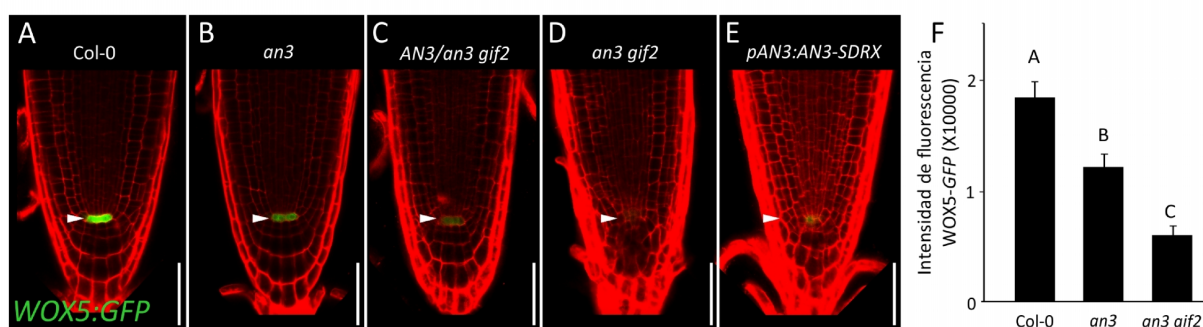 A
Col-0
B
an3
C
AN3/an3 gif2
D
an3 gif2
E
pAN3:AN3-SDRX
WOX5:GFP
F
Intensidad de fluorescencia
WOX5-GFP (X10000)
2
1
0
A
B
C
Col-0
an3
an3 gif2